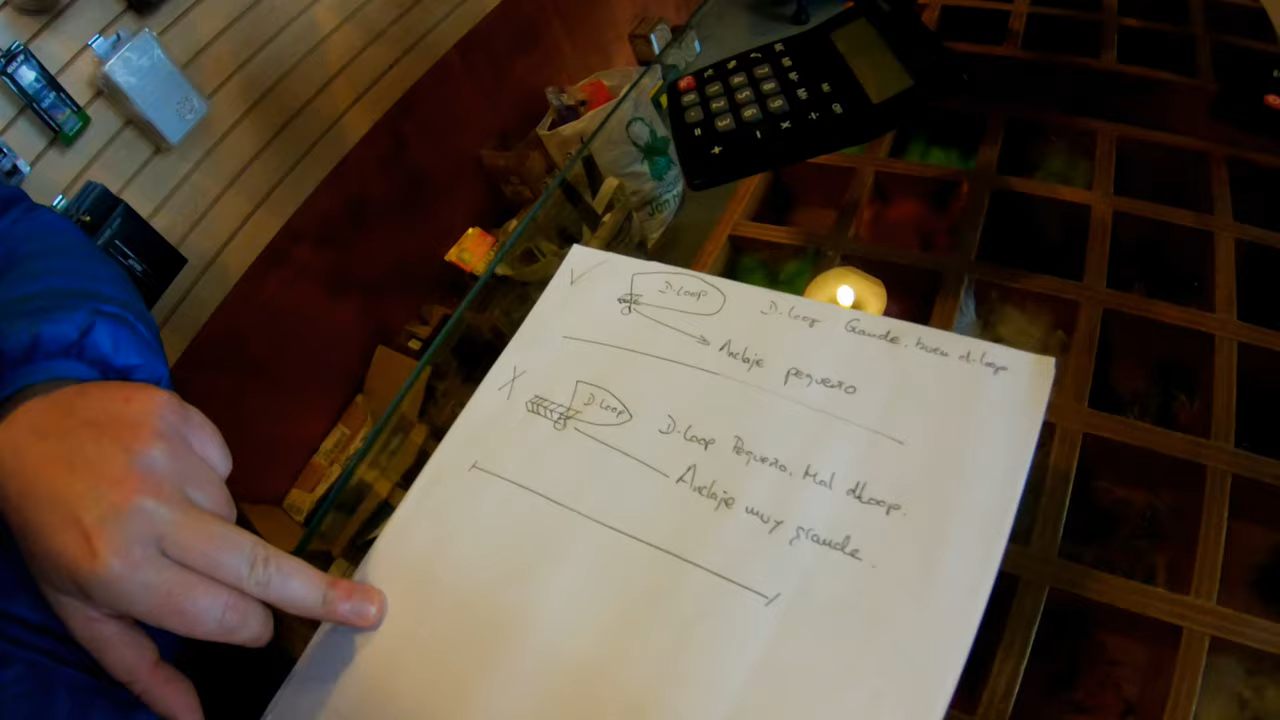 ✓ D-Loop D-Loop Grande. buen d-loop
Anclaje pequeño
X D-Loop D-Loop Pequeño. Mal dLoop.
Anclaje muy grande.